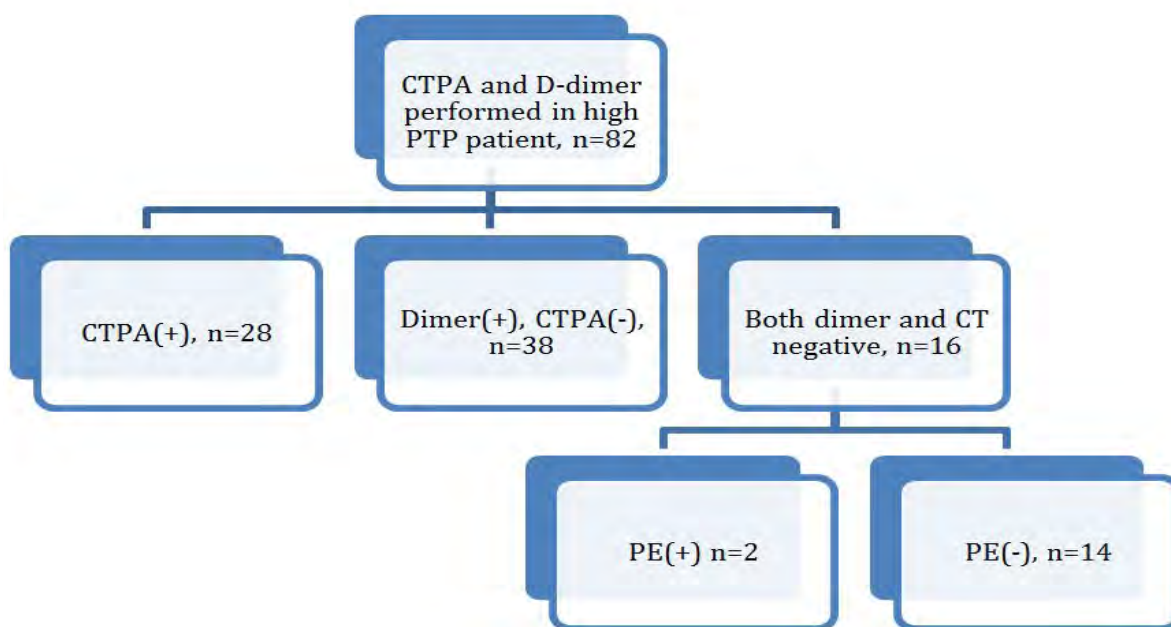 CTPA and D-dimer
performed in high
PTP patient, n=82
CTPA(+), n=28
Dimer(+), CTPA(-),
n=38
Both dimer and CT
negative, n=16
PE(+) n=2
PE(-), n=14